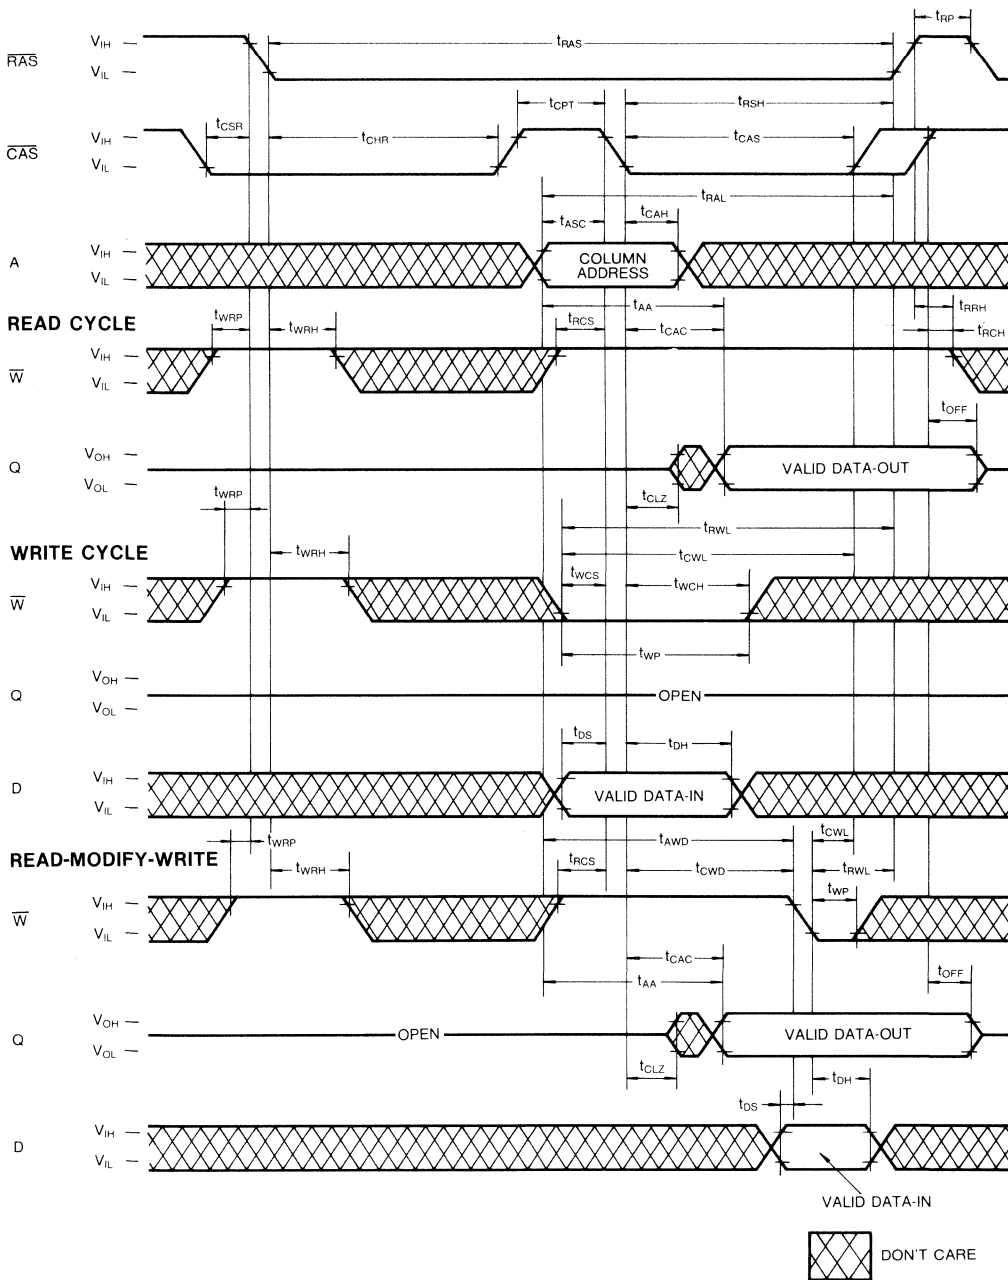 tRP
VIH
tRAS
RAS
VIL
tCPT
tRSH
tCSR
VIH
tCHR
tCAS
CAS
VIL
tRAL
tASC
tCAH
VIH
A
COLUMN
ADDRESS
VIL
tAA
tRRH
READ CYCLE
tWRP
tWRH
tRCS
tCAC
tRCH
VIH
W
VIL
tOFF
VOH
Q
VALID DATA-OUT
VOL
tWRP
tCLZ
tRWL
WRITE CYCLE
tWRH
tCWL
VIH
tWCS
tWCH
W
VIL
tWP
VOH
Q
OPEN
VOL
tDS
tDH
VIH
D
VALID DATA-IN
VIL
tWRP
tAWD
tCWL
READ-MODIFY-WRITE
tWRH
tRCS
tCWD
tRWL
tWP
VIH
W
VIL
tCAC
tAA
tOFF
VOH
Q
OPEN
VALID DATA-OUT
VOL
tCLZ
tDH
tDS
VIH
D
VIL
VALID DATA-IN
DON'T CARE